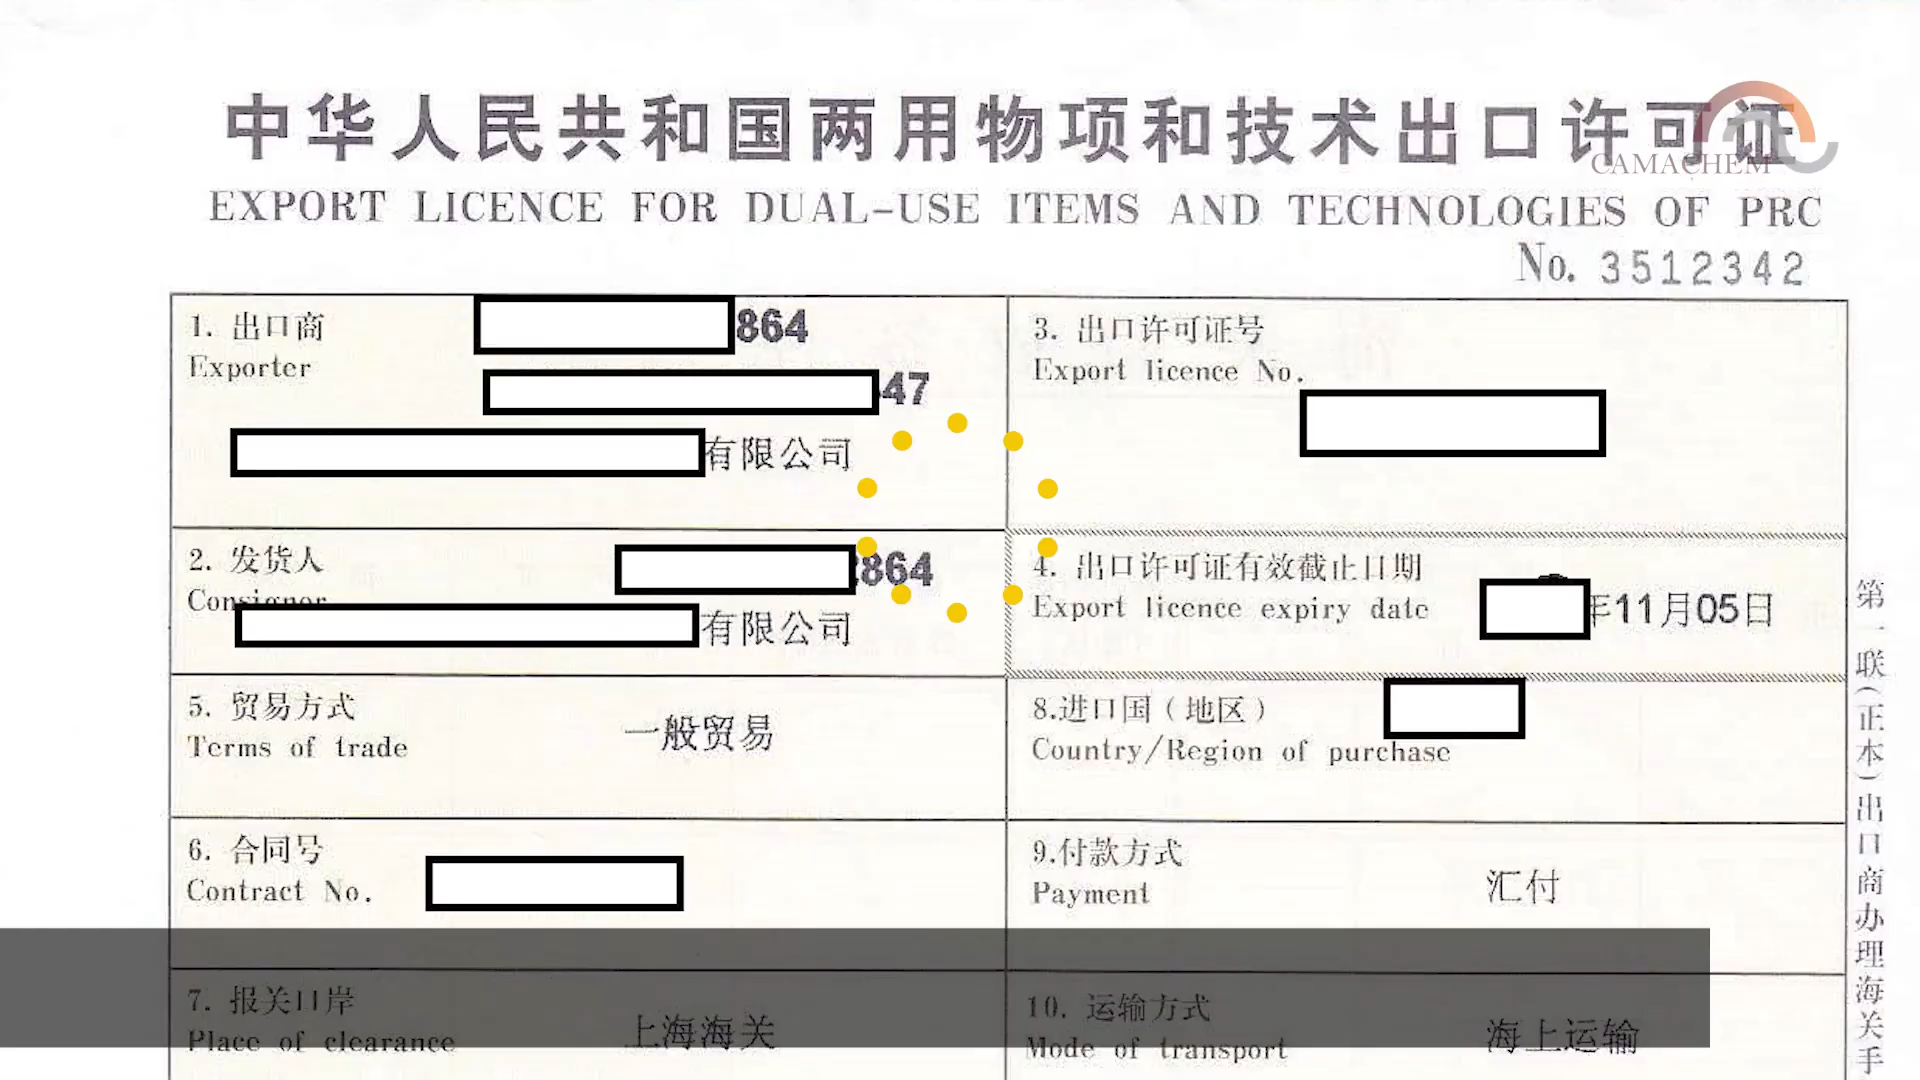 中华人民共和国两用物项和技术出口许可证
CAMACHEM
EXPORT LICENCE FOR DUAL-USE ITEMS AND TECHNOLOGIES OF PRC
No. 3512342
1. 出口商
864
Exporter
47
有限公司
3. 出口许可证号
Export licence No.
2. 发货人
864
Consignor
有限公司
4. 出口许可证有效截止日期
Export licence expiry date
年11月05日
5. 贸易方式
一般贸易
Terms of trade
8.进口国(地区)
Country/Region of purchase
6. 合同号
Contract No.
9.付款方式
汇付
Payment
7. 报关口岸
上海海关
Place of clearance
10. 运输方式
海上运输
Mode of transport
第一联(正本)出口商办理海关手